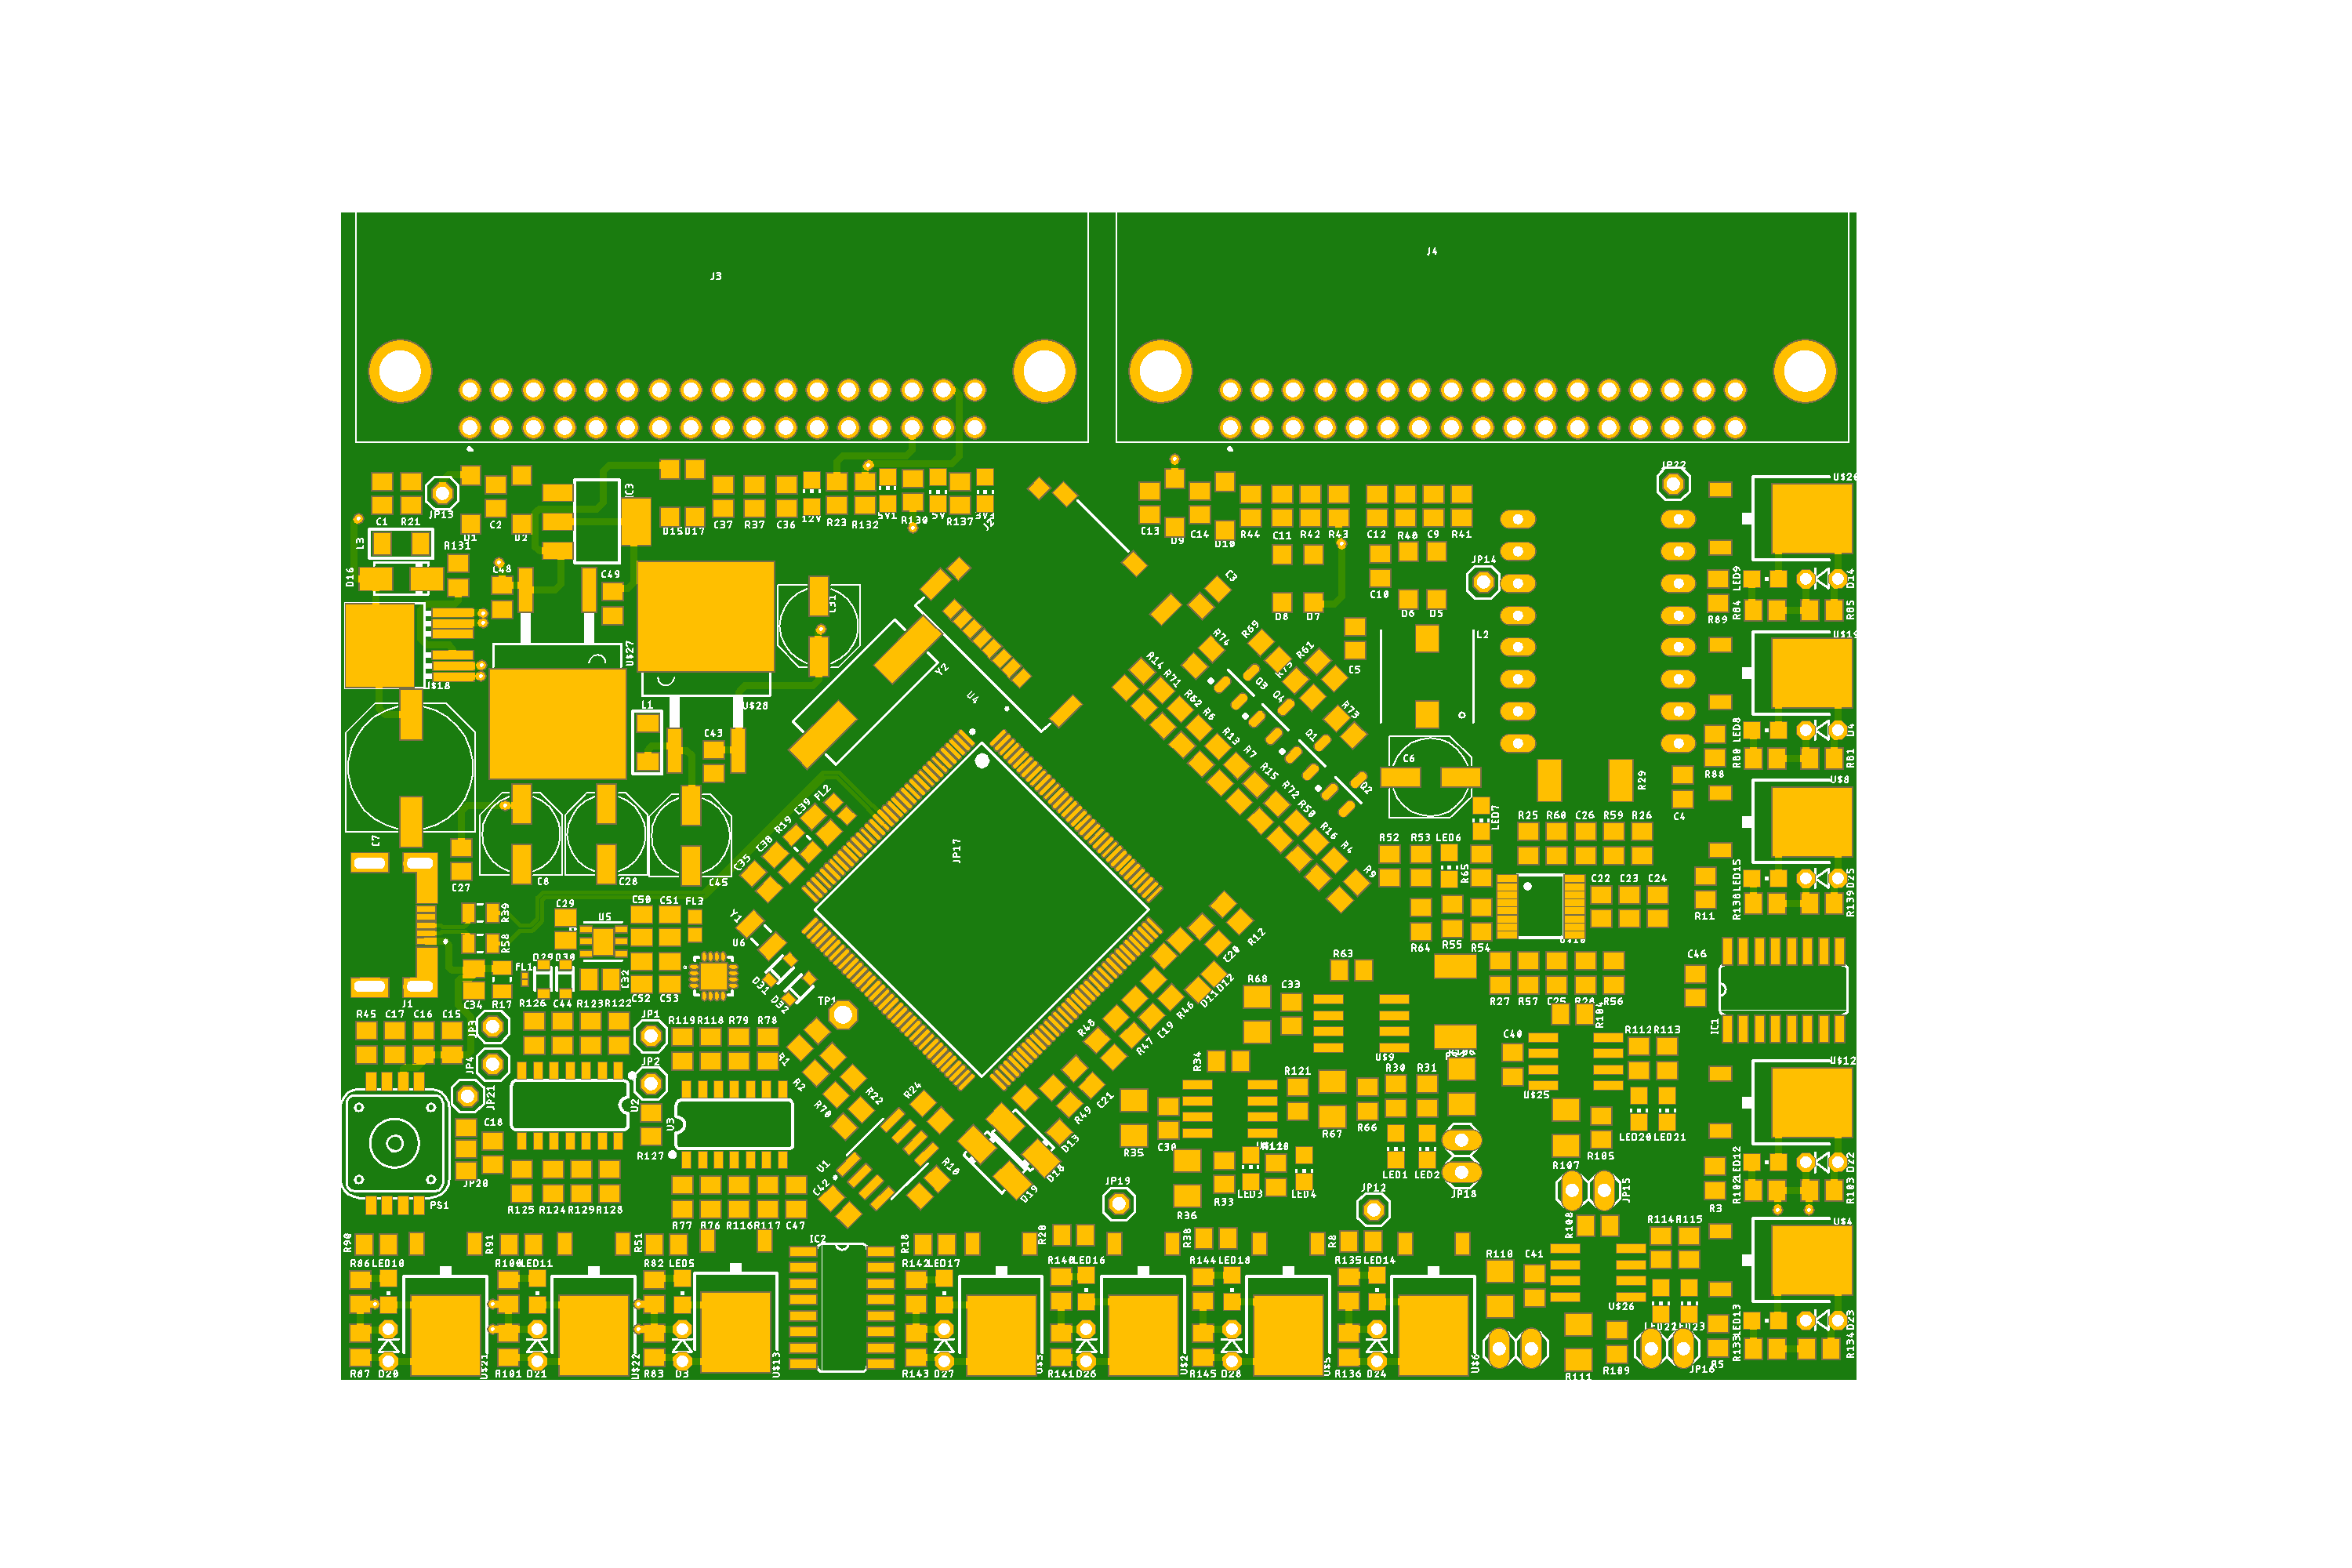 J3
J4
JP22
U$26
C1 R21
JP13
D1
C2
D2
IC3
D15 D17
C37 R37 C36 12V R23 R132 5V1 R130 5V R137 3V3
J2
C13 D9 C14 D10 R44 C11 R42 R43 C12 R40 C9 R41
L3
R131
D16
C48
C49
C31
C3
C10
JP14
LED9
D14
D8 D7
D6 D5
R84
R85
R89
U$18
U$27
U$28
L1
C43
Y2
U4
R74
R69
R61
R75
R73
C5
L2
U$19
R14
R71
R62
R6
R13
R7
R15
R72
R50
R16
R4
R9
Q3
Q4
Q1
Q2
C6
R29
LED8
R80
R81
R88
U$8
C4
C7
C8
C28
C45
C27
FL2
C39
R19
C38
C35
JP17
LED7
R52 R53 LED6
R65
R25 R60 C26 R59 R26
LED15
D25
R138
R139
R11
C22 C23 C24
R64 R55 R54
R39
R58
C29
U5
C50 C51 FL3
Y1
U6
C20
R12
R63
C46
J1
C34
R17
FL1
R126
D29 D30
C44
R123 R122
C32
C52 C53
D31
D32
TP1
D11
D12
R46
C19
R47
R48
R68
C33
R27 R57 C25 R28 R56
R104
IC1
R45 C17 C16 C15
JP3
JP4
JP21
JP1
JP2
R119 R118 R79 R78
R1
R2
R70
R22
R24
R34
U$9
C40
R112 R113
U$25
U$12
U2
U3
R127
C18
JP20
PS1
R125 R124 R129 R128
R77 R76 R116 R117 C47
C42
U1
R10
C21
R49
D13
D18
D19
R35
C30
R121
R67
R66
R30 R31
LED1 LED2
JP18
R107
R105
LED20 LED21
LED12
D22
R102
R103
R3
JP15
JP19
JP12
R36
R33
LED3
LED4
R108
R114 R115
U$4
R90
R91
R51
IC2
R18
R20
R38
R8
R86 LED10
R100 LED11
R82 LED5
R142 LED17
R140 LED16
R144 LED18
R135 LED14
R110
C41
U$26
LED22 LED23
LED13
D23
R133
R134
R5
JP16
R87 D20
U$21
R101 D21
U$22
R83 D3
U$13
R143 D27
U$3
R141 D26
U$2
R145 D28
U$5
R136 D24
U$6
R111
R109